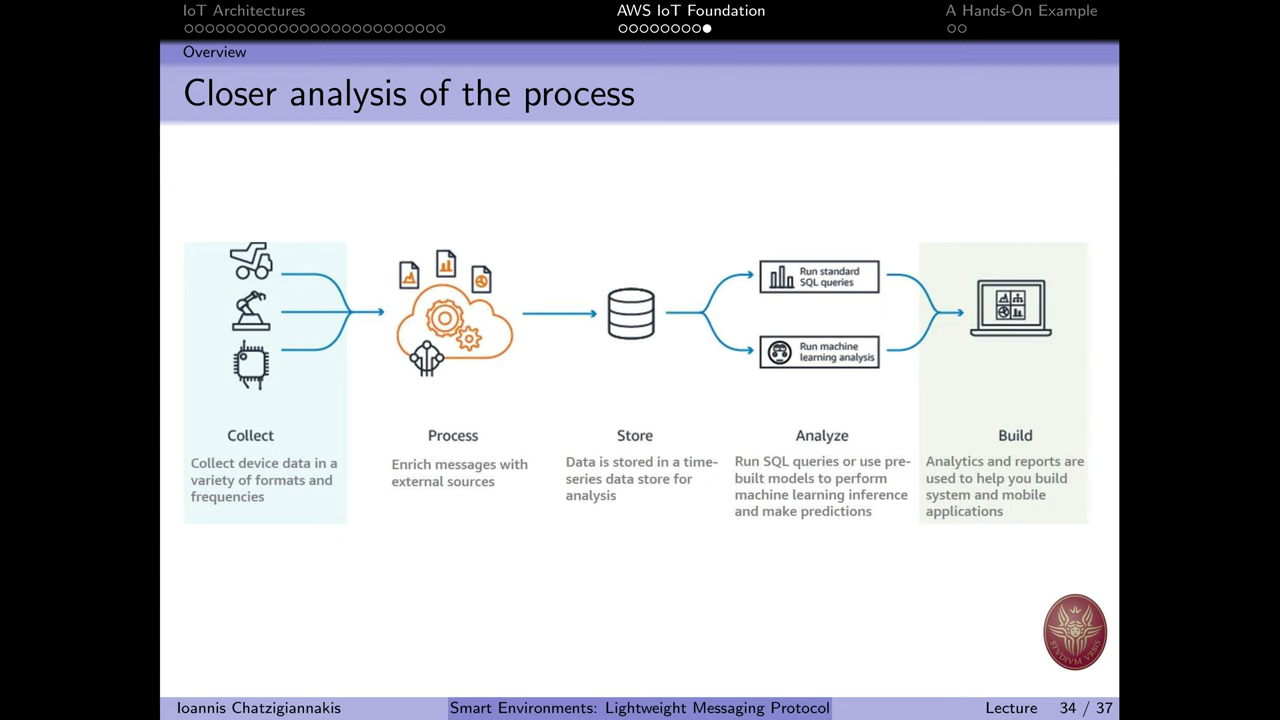 IoT Architectures
AWS IoT Foundation
A Hands-On Example
Overview
Closer analysis of the process
Run standard
SQL queries
Run machine
learning analysis
Collect
Collect device data in a
variety of formats and
frequencies
Process
Enrich messages with
external sources
Store
Data is stored in a time-
series data store for
analysis
Analyze
Run SQL queries or use pre-
built models to perform
machine learning inference
and make predictions
Build
Analytics and reports are
used to help you build
system and mobile
applications
STVDIVM VRBIS
Ioannis Chatzigiannakis
Smart Environments: Lightweight Messaging Protocol
Lecture 34 / 37